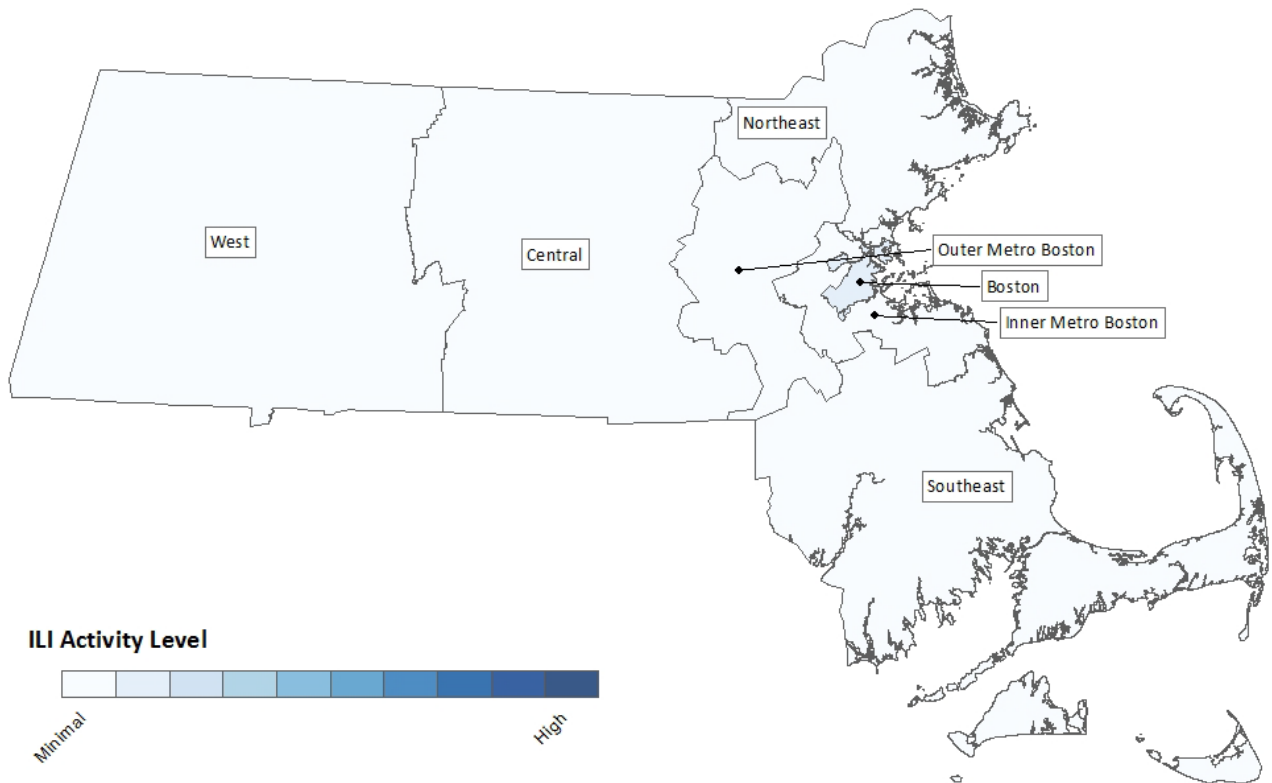 Northeast
West
Central
Outer Metro Boston
Boston
Inner Metro Boston
Southeast
ILI Activity Level
Minimal
High